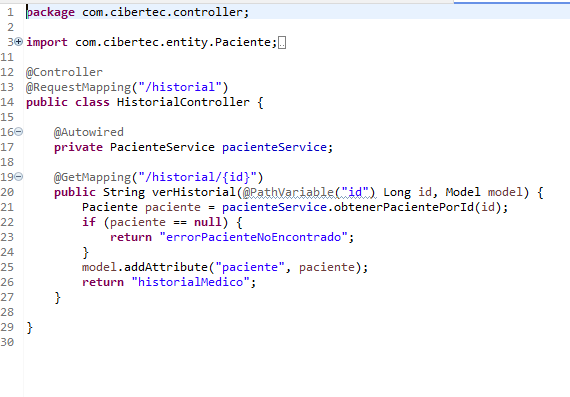 1 package com.cibertec.controller;
2
3 import com.cibertec.entity.Paciente;
11
12 @Controller
13 @RequestMapping("/historial")
14 public class HistorialController {
15
16 @Autowired
17 private PacienteService pacienteService;
18
19 @GetMapping("/historial/{id}")
20 public String verHistorial(@PathVariable("id") Long id, Model model) {
21 Paciente paciente = pacienteService.obtenerPacientePorId(id);
22 if (paciente == null) {
23 return "errorPacienteNoEncontrado";
24 }
25 model.addAttribute("paciente", paciente);
26 return "historialMedico";
27 }
28
29 }
30